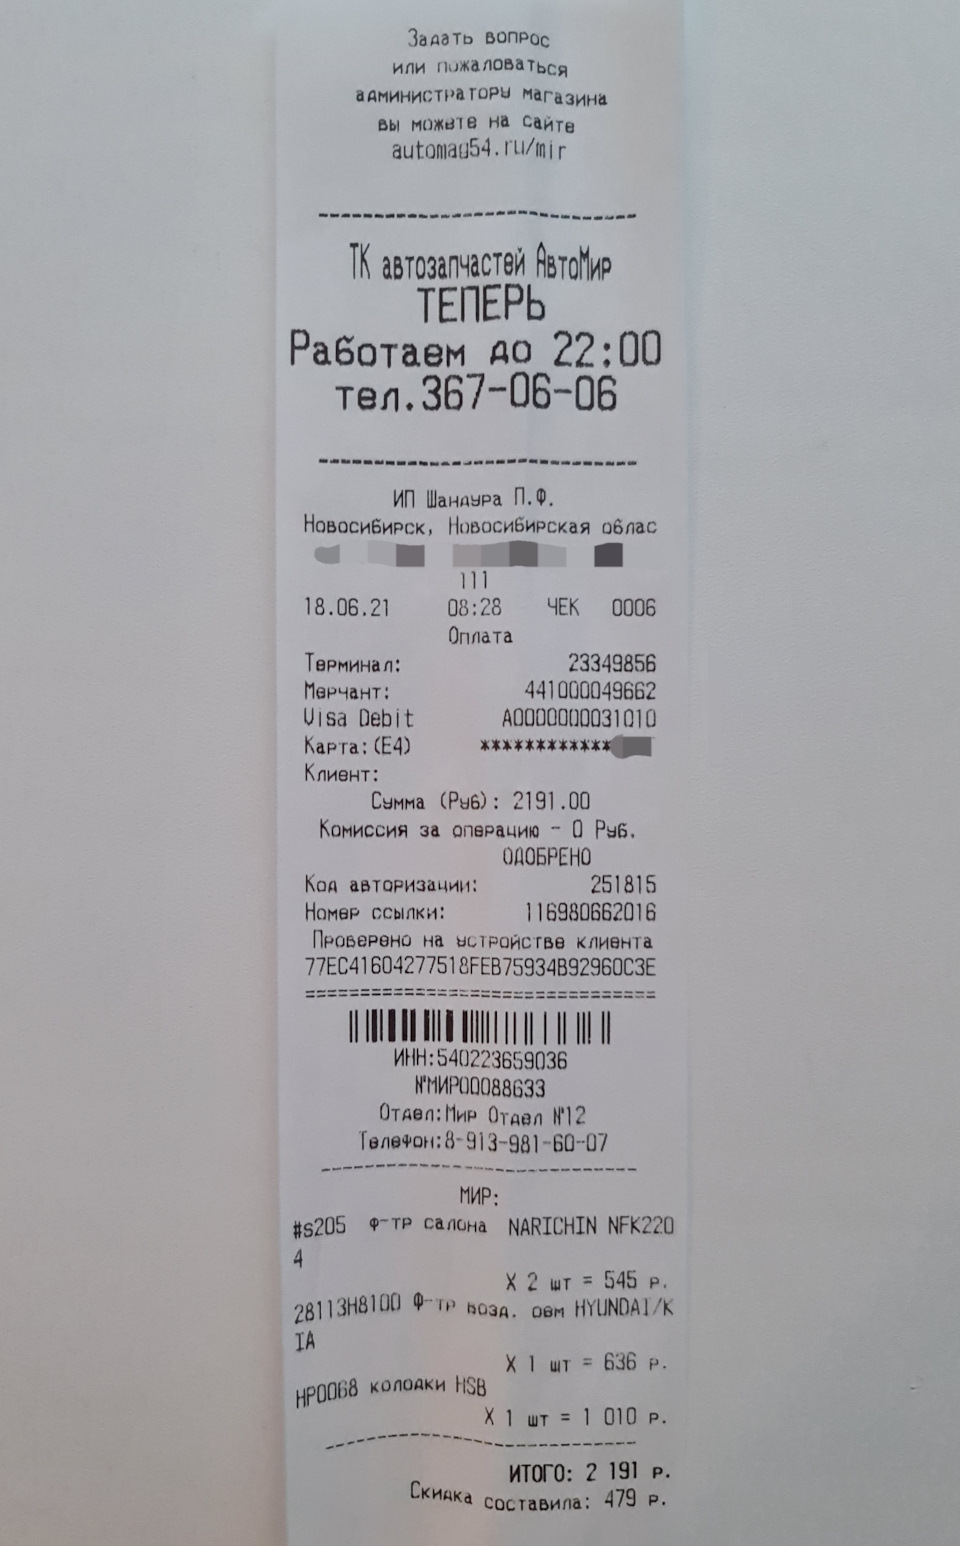 Задать вопрос
или пожаловаться
администратору магазина
вы можете на сайте
automag54.ru/mir
ТК автозапчастей АвтоМир
ТЕПЕРЬ
Работаем до 22:00
тел.367-06-06
ИП Шандура П.Ф.
Новосибирск, Новосибирская облас
111
18.06.21 08:28 ЧЕК 0006
Оплата
Терминал: 23349856
Мерчант: 441000049662
Visa Debit A0000000031010
Карта:(E4) ************
Клиент:
Сумма (Руб): 2191.00
Комиссия за операцию - 0 Руб.
ОДОБРЕНО
Код авторизации: 251815
Номер ссылки: 116980662016
Проверено на устройстве клиента
77EC41604277518FEB75934B92960C3E
================================
ИНН:540223659036
№МИР00088633
Отдел:Мир Отдел №12
Телефон:8-913-981-60-07
МИР:
#s205 ф-тр салона NARICHIN NFK220
4
X 2 шт = 545 р.
28113H8100 Ф-тр возд. овм HYUNDAI/K
IA
X 1 шт = 636 р.
HP0068 колодки HSB
X 1 шт = 1 010 р.
ИТОГО: 2 191 р.
Скидка составила: 479 р.